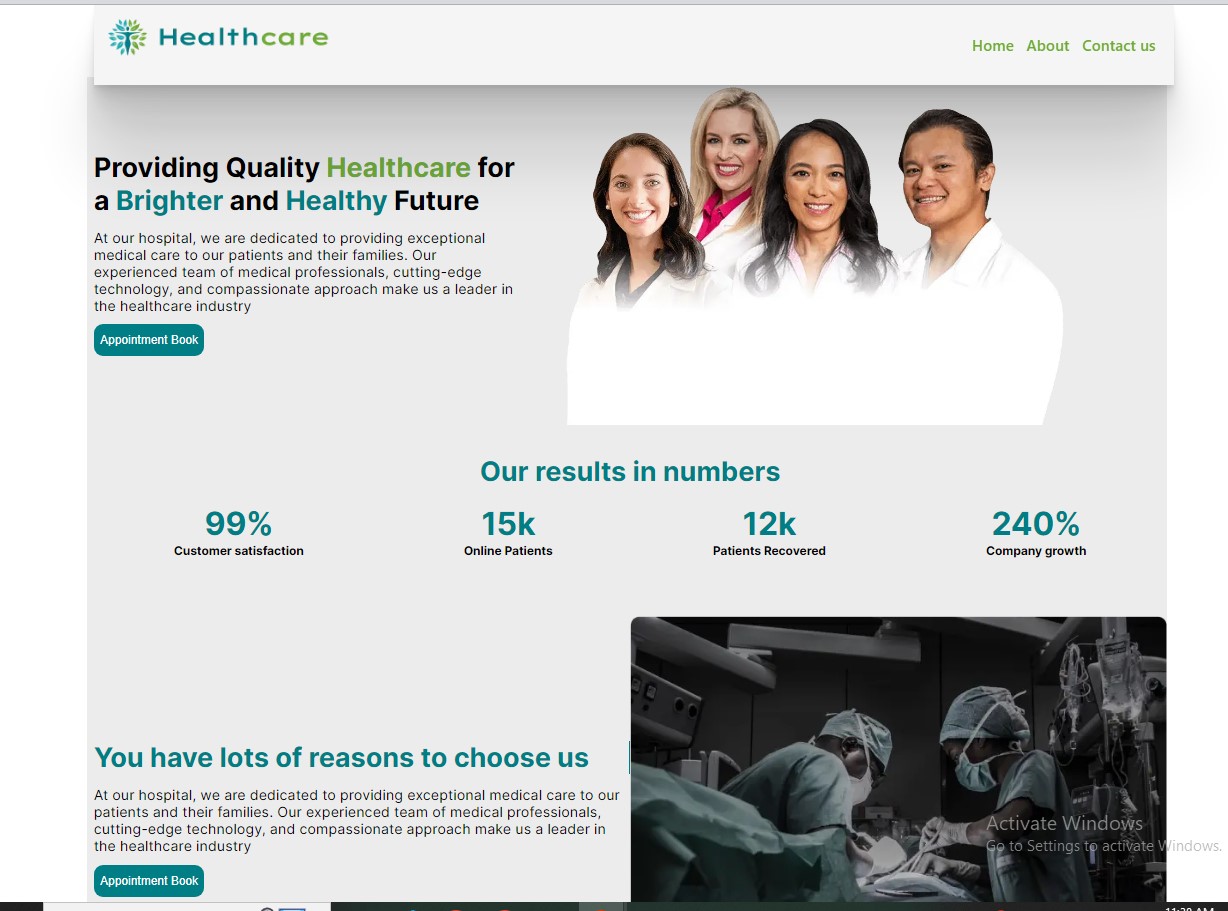 Healthcare
Home About Contact us
Providing Quality Healthcare for
a Brighter and Healthy Future
At our hospital, we are dedicated to providing exceptional
medical care to our patients and their families. Our
experienced team of medical professionals, cutting-edge
technology, and compassionate approach make us a leader in
the healthcare industry
Appointment Book
Our results in numbers
99%
Customer satisfaction
15k
Online Patients
12k
Patients Recovered
240%
Company growth
You have lots of reasons to choose us
At our hospital, we are dedicated to providing exceptional medical care to our
patients and their families. Our experienced team of medical professionals,
cutting-edge technology, and compassionate approach make us a leader in
the healthcare industry
Appointment Book
Activate Windows
Go to Settings to activate Windows.